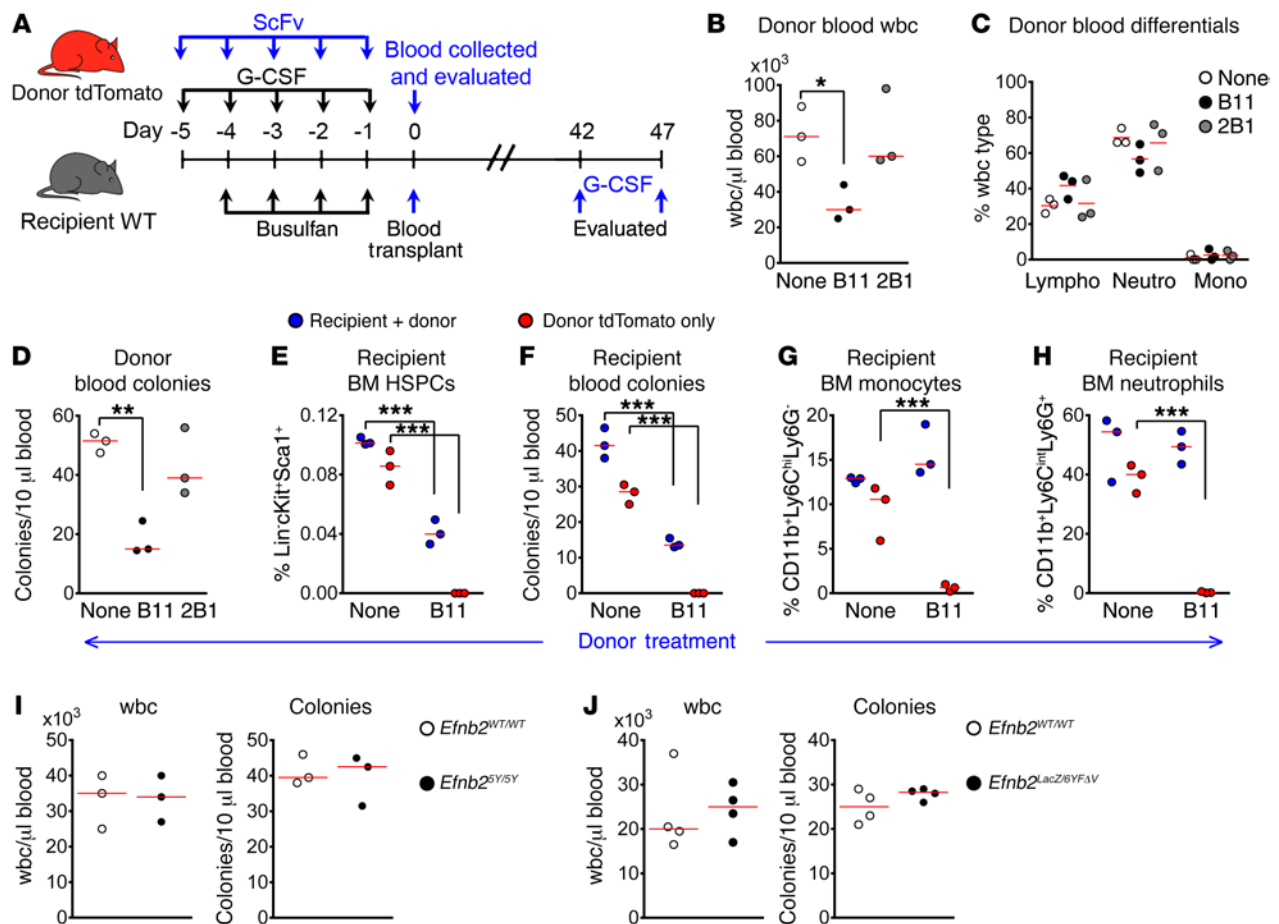 A
ScFv
Blood collected
and evaluated
G-CSF
Donor tdTomato
Day -5 -4 -3 -2 -1 0 42 47
G-CSF
Recipient WT
Busulfan
Blood
transplant
Evaluated
B Donor blood wbc
x10³
wbc/µl blood
100
80
60
40
20
0
*
None B11 2B1
C Donor blood differentials
% wbc type
80
60
40
20
0
None
B11
2B1
Lympho Neutro Mono
Recipient + donor
Donor tdTomato only
D Donor
blood colonies
Colonies/10 µl blood
60
40
20
0
**
None B11 2B1
E Recipient
BM HSPCs
% Lin⁻cKit⁺Sca1⁺
0.12
0.08
0.04
0.00
***
***
None B11
F Recipient
blood colonies
Colonies/10 µl blood
50
40
30
20
10
0
***
***
None B11
G Recipient
BM monocytes
% CD11b⁺Ly6CʰⁱLy6G⁻
20
15
10
5
0
***
None B11
H Recipient
BM neutrophils
% CD11b⁺Ly6CⁱⁿᵗLy6G⁺
60
40
20
0
***
None B11
Donor treatment
I
wbc
x10³
wbc/µl blood
50
40
30
20
10
0
Colonies
Colonies/10 µl blood
50
40
30
20
10
0
Efnb2WT/WT
Efnb25Y/5Y
J
wbc
x10³
wbc/µl blood
40
30
20
10
0
Colonies
Colonies/10 µl blood
40
30
20
10
0
Efnb2WT/WT
Efnb2LacZ/6YFΔV